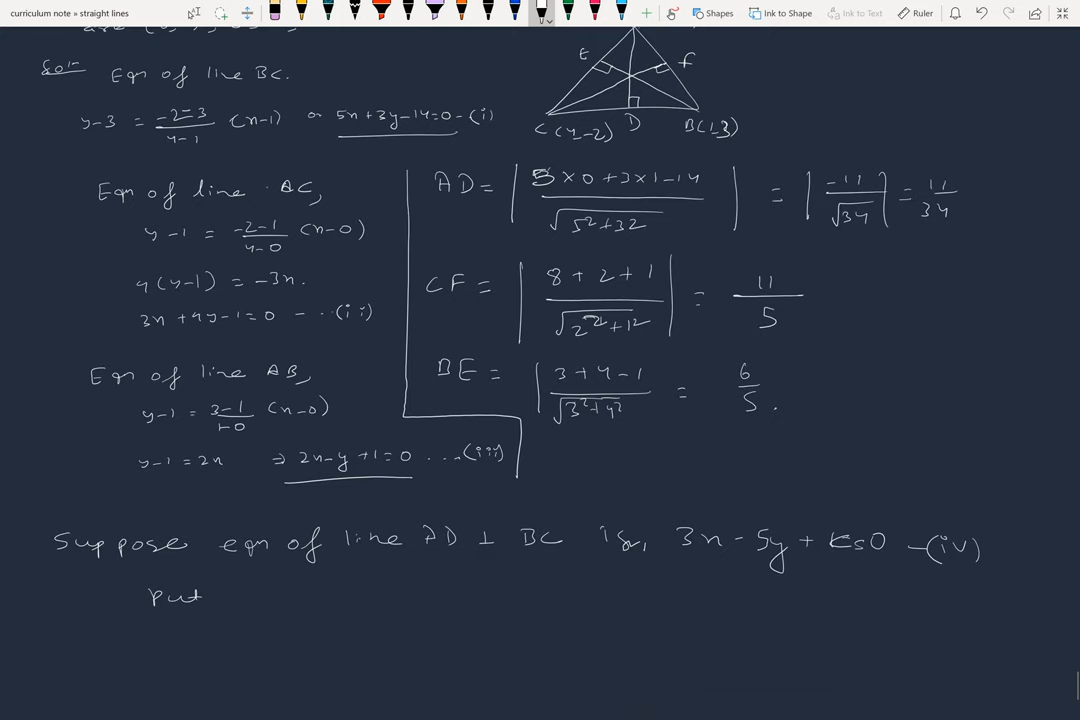 curriculum note » straight lines
Shapes
Ink to Shape
Ink to Text
Ruler
Sol:-
Eqn of line BC.
y-3 = -2-3/4-1 (x-1) or 5x+3y-14=0 -(i)
E
F
C(4,-2)
D
B(1,3)
Eqn of line AC,
y-1 = -2-1/4-0 (x-0)
4(y-1) = -3x.
3x+4y-1=0 -...(ii)
Eqn of line AB,
y-1 = 3-1/1-0 (x-0)
y-1=2x ⇒ 2x-y+1=0 ....(iii)
AD = | 5×0+3×1-14 / √5²+32 | = | -11/√34 | = 11/34
CF = | 8+2+1 / √2²+1² | = 11/5
BE = | 3+4-1 / √3²+4² = 6/5.
Suppose eqn of line AD ⊥ BC is, 3x-5y+k=0 -(iv)
put